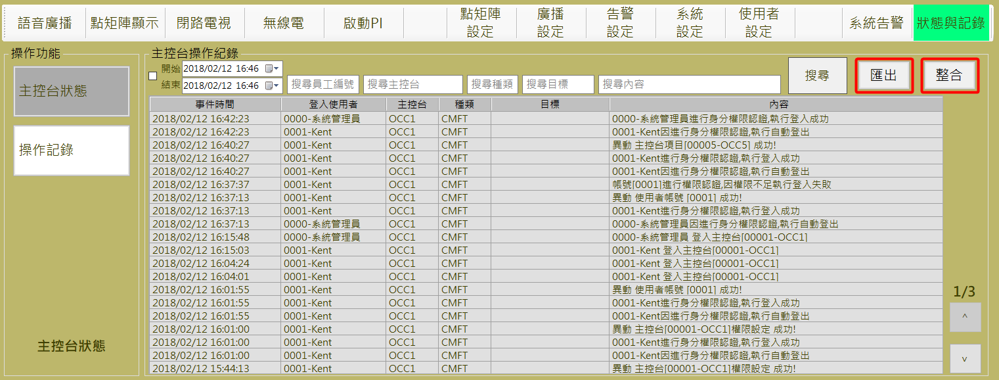 語音廣播 點矩陣顯示 閉路電視 無線電 啟動PI 點矩陣設定 廣播設定 告警設定 系統設定 使用者設定 系統告警 狀態與記錄
操作功能
主控台狀態
操作記錄
主控台狀態
主控台操作紀錄
開始 2018/02/12 16:46
結束 2018/02/12 16:46 搜尋員工編號 搜尋主控台 搜尋種類 搜尋目標 搜尋內容 搜尋 匯出 整合
事件時間 登入使用者 主控台 種類 目標 內容
2018/02/12 16:42:23 0000-系統管理員 OCC1 CMFT 0000-系統管理員進行身分權限認證,執行登入成功
2018/02/12 16:42:23 0001-Kent OCC1 CMFT 0001-Kent因進行身分權限認證,執行自動登出
2018/02/12 16:40:27 0001-Kent OCC1 CMFT 異動 主控台項目[00005-OCC5] 成功!
2018/02/12 16:40:27 0001-Kent OCC1 CMFT 0001-Kent進行身分權限認證,執行登入成功
2018/02/12 16:40:27 0001-Kent OCC1 CMFT 0001-Kent因進行身分權限認證,執行自動登出
2018/02/12 16:37:37 0001-Kent OCC1 CMFT 帳號[0001]進行權限認證,因權限不足執行登入失敗
2018/02/12 16:37:13 0001-Kent OCC1 CMFT 異動 使用者帳號 [0001] 成功!
2018/02/12 16:37:13 0001-Kent OCC1 CMFT 0001-Kent進行身分權限認證,執行登入成功
2018/02/12 16:37:13 0000-系統管理員 OCC1 CMFT 0000-系統管理員因進行身分權限認證,執行自動登出
2018/02/12 16:15:48 0000-系統管理員 OCC1 CMFT 0000-系統管理員 登入主控台[00001-OCC1]
2018/02/12 16:15:03 0001-Kent OCC1 CMFT 0001-Kent 登入主控台[00001-OCC1]
2018/02/12 16:04:24 0001-Kent OCC1 CMFT 0001-Kent 登入主控台[00001-OCC1]
2018/02/12 16:04:01 0001-Kent OCC1 CMFT 0001-Kent 登入主控台[00001-OCC1]
2018/02/12 16:01:55 0001-Kent OCC1 CMFT 異動 使用者帳號 [0001] 成功!
2018/02/12 16:01:55 0001-Kent OCC1 CMFT 0001-Kent進行身分權限認證,執行登入成功
2018/02/12 16:01:55 0001-Kent OCC1 CMFT 0001-Kent因進行身分權限認證,執行自動登出
2018/02/12 16:01:00 0001-Kent OCC1 CMFT 異動 主控台[00001-OCC1]權限設定 成功!
2018/02/12 16:01:00 0001-Kent OCC1 CMFT 0001-Kent進行身分權限認證,執行登入成功
2018/02/12 16:01:00 0001-Kent OCC1 CMFT 0001-Kent因進行身分權限認證,執行自動登出
2018/02/12 15:44:13 0001-Kent OCC1 CMFT 異動 主控台[00001-OCC1]權限設定 成功!
1/3
^
v